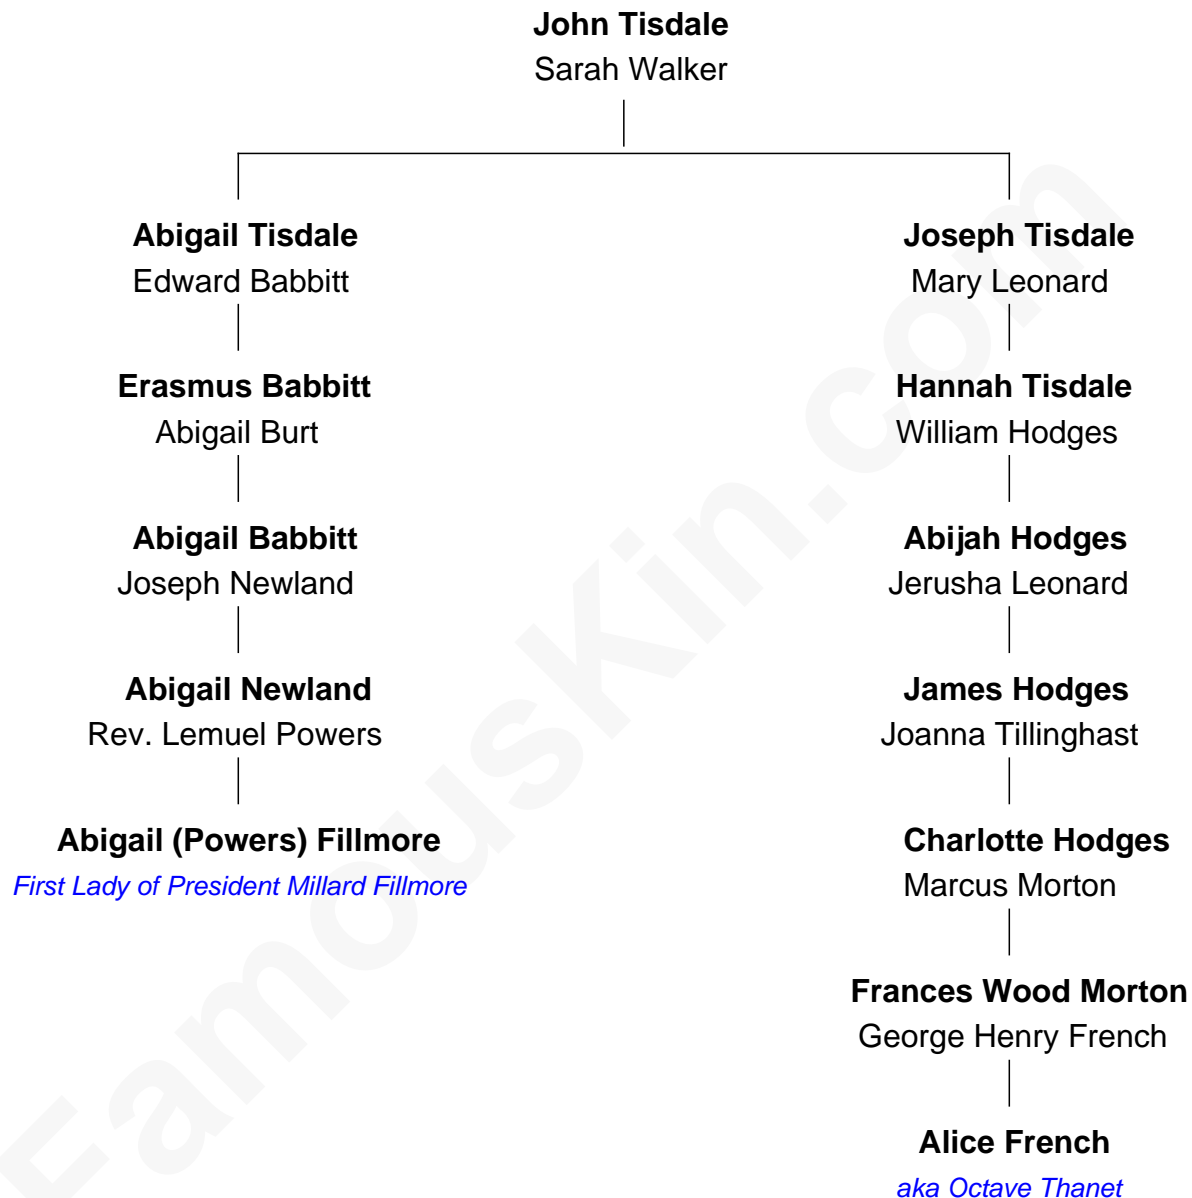 John Tisdale
Sarah Walker
Abigail Tisdale
Edward Babbitt
Erasmus Babbitt
Abigail Burt
Abigail Babbitt
Joseph Newland
Abigail Newland
Rev. Lemuel Powers
Abigail (Powers) Fillmore
First Lady of President Millard Fillmore
Joseph Tisdale
Mary Leonard
Hannah Tisdale
William Hodges
Abijah Hodges
Jerusha Leonard
James Hodges
Joanna Tillinghast
Charlotte Hodges
Marcus Morton
Frances Wood Morton
George Henry French
Alice French
aka Octave Thanet
FamousKin.com